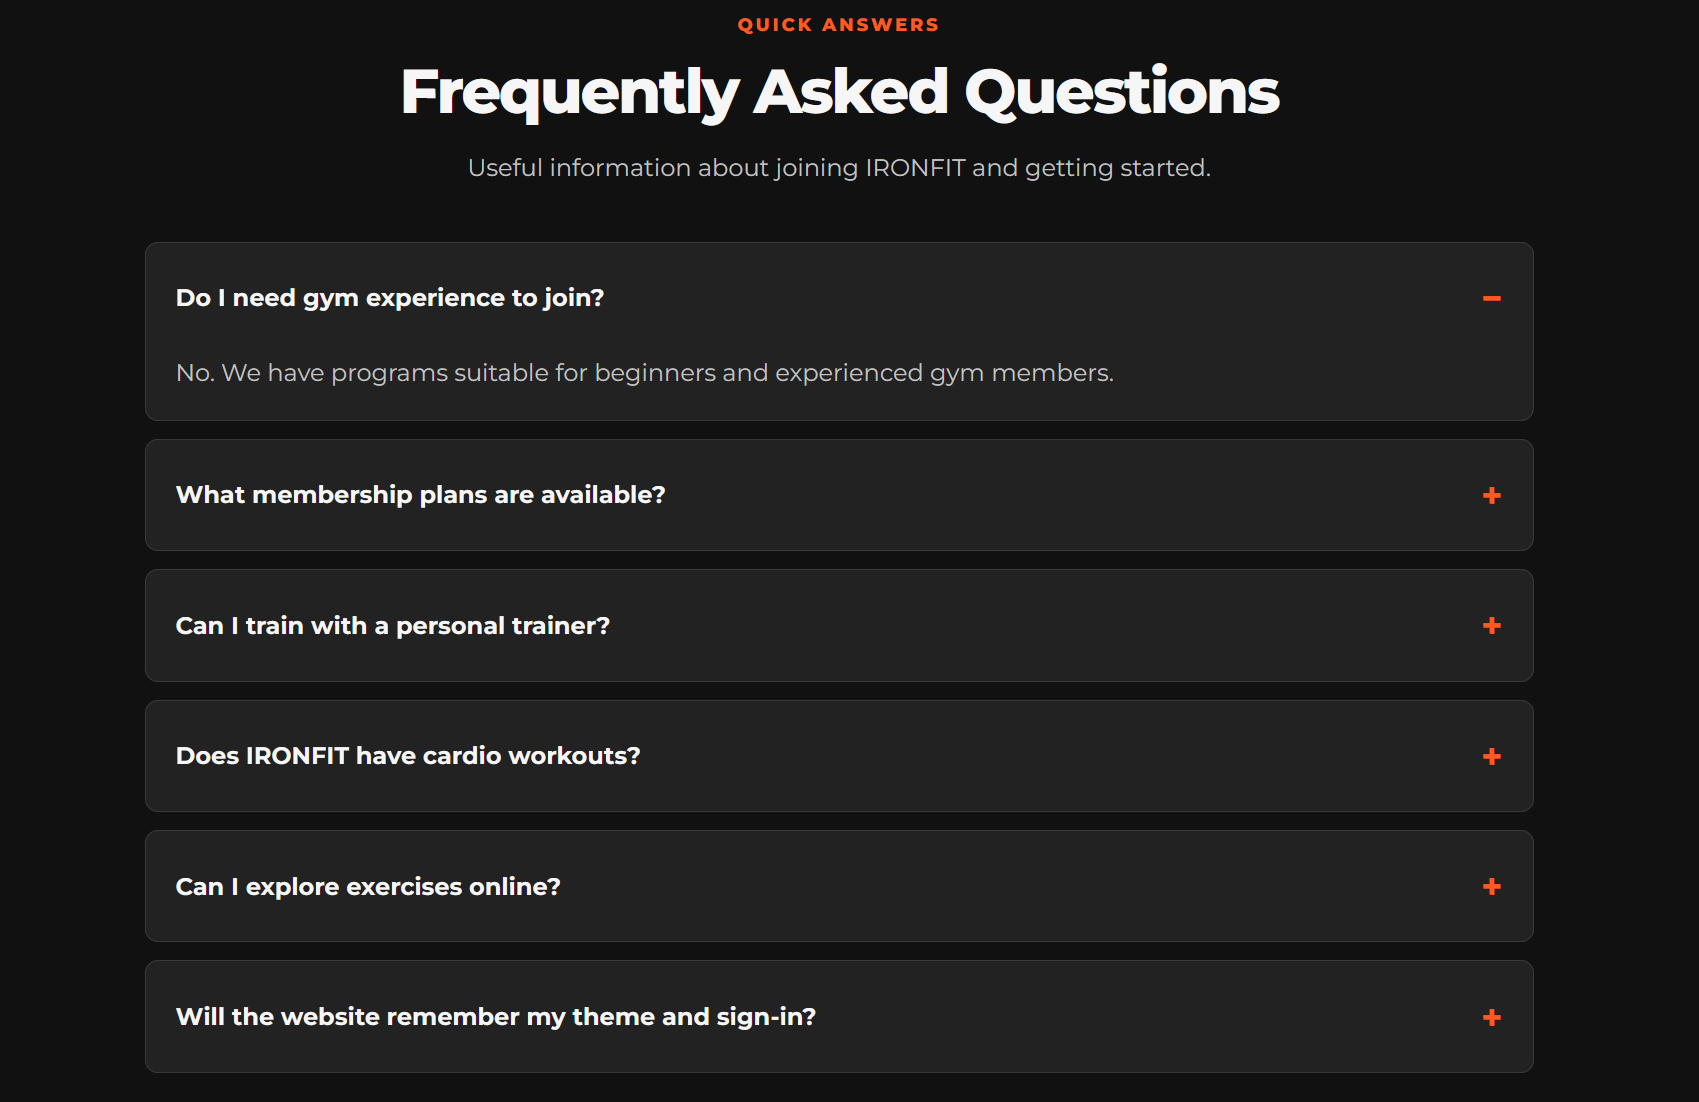 QUICK ANSWERS
Frequently Asked Questions
Useful information about joining IRONFIT and getting started.
Do I need gym experience to join?
−
No. We have programs suitable for beginners and experienced gym members.
What membership plans are available?
+
Can I train with a personal trainer?
+
Does IRONFIT have cardio workouts?
+
Can I explore exercises online?
+
Will the website remember my theme and sign-in?
+